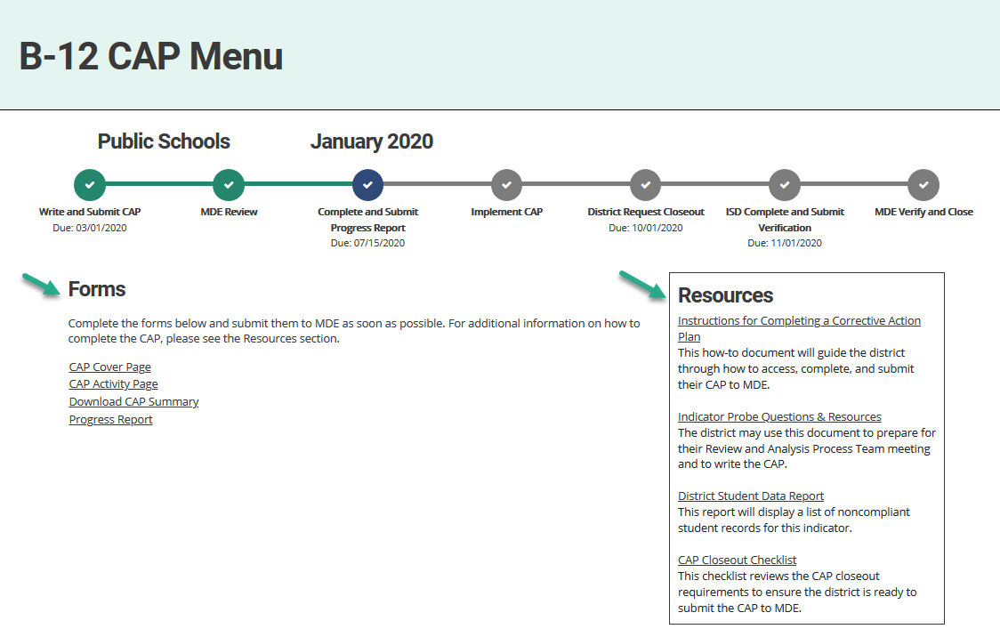 B-12 CAP Menu
Public Schools
January 2020
Write and Submit CAP
Due: 03/01/2020
MDE Review
Complete and Submit
Progress Report
Due: 07/15/2020
Implement CAP
District Request Closeout
Due: 10/01/2020
ISD Complete and Submit
Verification
Due: 11/01/2020
MDE Verify and Close
Forms
Complete the forms below and submit them to MDE as soon as possible. For additional information on how to
complete the CAP, please see the Resources section.
CAP Cover Page
CAP Activity Page
Download CAP Summary
Progress Report
Resources
Instructions for Completing a Corrective Action
Plan
This how-to document will guide the district
through how to access, complete, and submit
their CAP to MDE.
Indicator Probe Questions & Resources
The district may use this document to prepare for
their Review and Analysis Process Team meeting
and to write the CAP.
District Student Data Report
This report will display a list of noncompliant
student records for this indicator.
CAP Closeout Checklist
This checklist reviews the CAP closeout
requirements to ensure the district is ready to
submit the CAP to MDE.